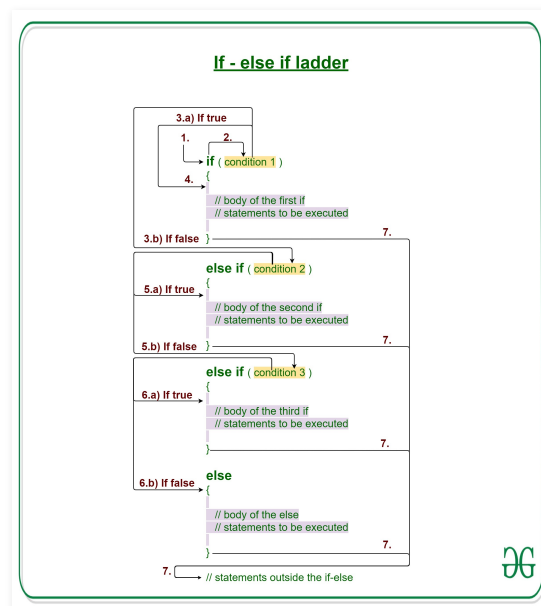 If - else if ladder
3.a) If true
1.
2.
if ( condition 1 )
4.
{
// body of the first if
// statements to be executed
3.b) If false
}
7.
else if ( condition 2 )
{
5.a) If true
// body of the second if
// statements to be executed
5.b) If false
}
7.
else if ( condition 3 )
{
6.a) If true
// body of the third if
// statements to be executed
}
7.
else
6.b) If false
{
// body of the else
// statements to be executed
}
7.
7.
// statements outside the if-else